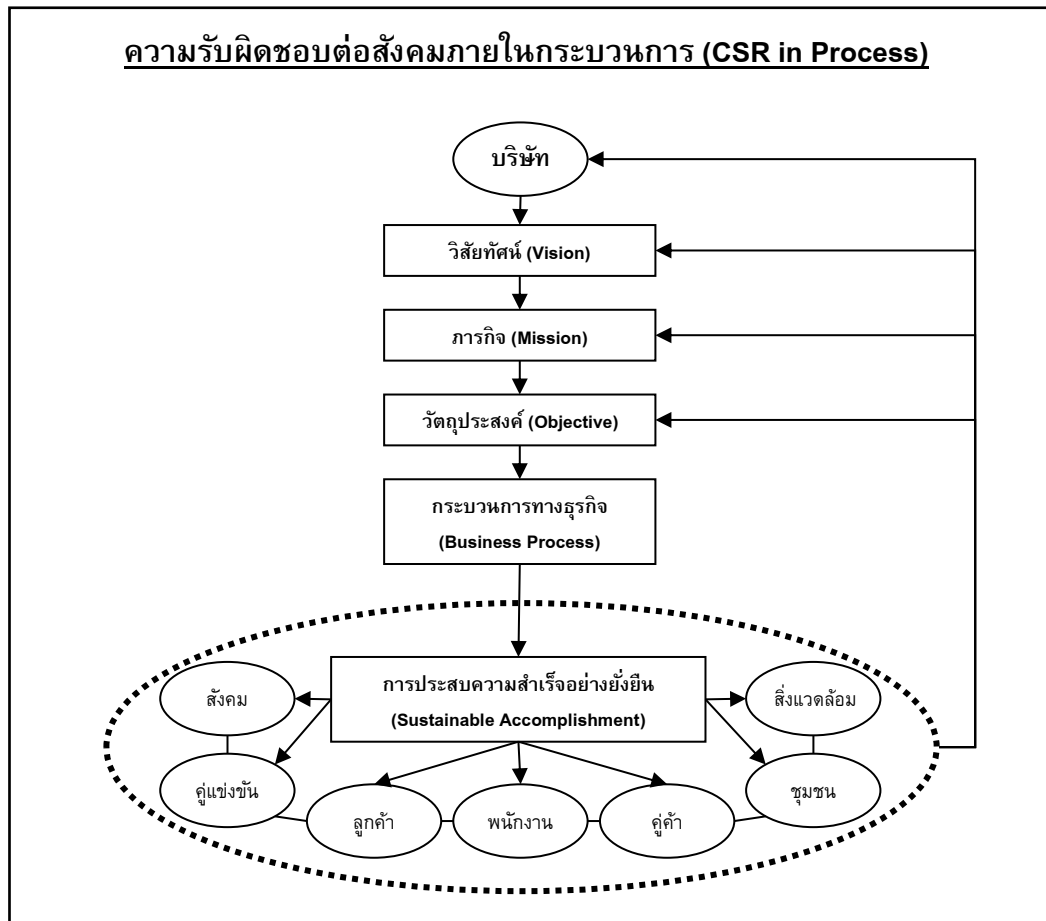 ความรับผิดชอบต่อสังคมภายในกระบวนการ (CSR in Process)
บริษัท
วิสัยทัศน์ (Vision)
ภารกิจ (Mission)
วัตถุประสงค์ (Objective)
กระบวนการทางธุรกิจ
(Business Process)
การประสบความสำเร็จอย่างยั่งยืน
(Sustainable Accomplishment)
สังคม
สิ่งแวดล้อม
คู่แข่งขัน
ชุมชน
ลูกค้า
พนักงาน
คู่ค้า